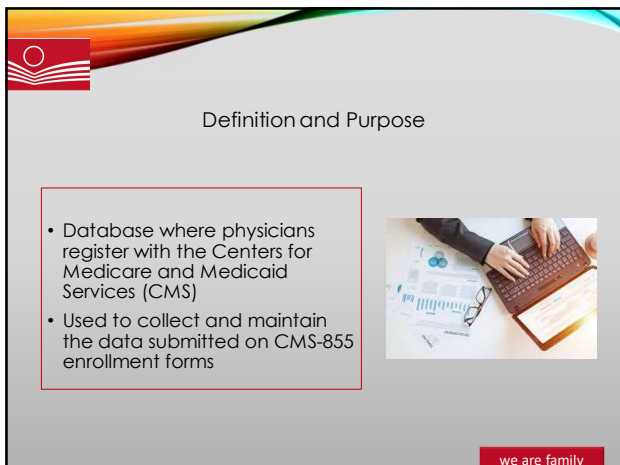 Definition and Purpose
• Database where physicians
register with the Centers for
Medicare and Medicaid
Services (CMS)
• Used to collect and maintain
the data submitted on CMS-855
enrollment forms
we are family